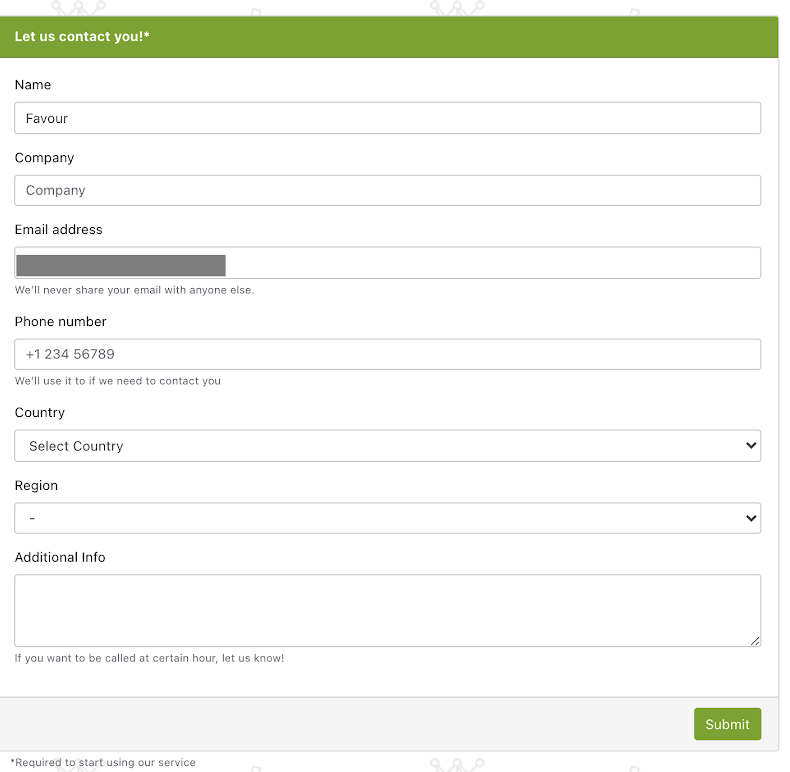 Let us contact you!*
Name
Favour
Company
Company
Email address
We'll never share your email with anyone else.
Phone number
+1 234 56789
We'll use it to if we need to contact you
Country
Select Country
Region
-
Additional Info
If you want to be called at certain hour, let us know!
Submit
*Required to start using our service